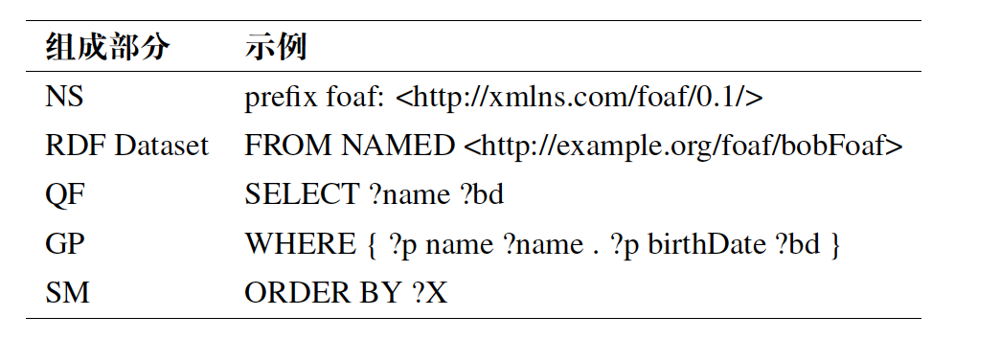 组成部分 示例
NS prefix foaf: <http://xmlns.com/foaf/0.1/>
RDF Dataset FROM NAMED <http://example.org/foaf/bobFoaf>
QF SELECT ?name ?bd
GP WHERE { ?p name ?name . ?p birthDate ?bd }
SM ORDER BY ?X